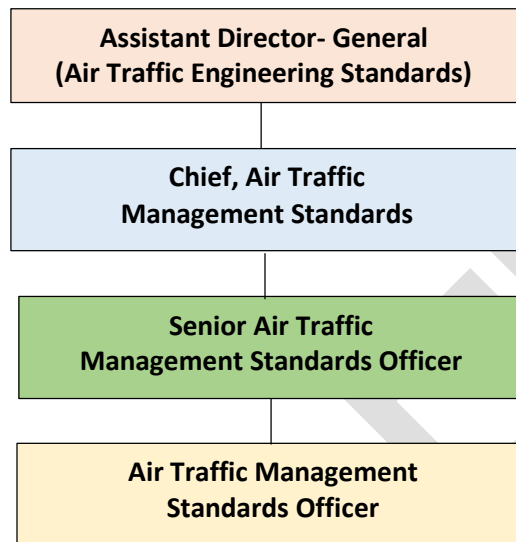 Assistant Director- General
(Air Traffic Engineering Standards)
Chief, Air Traffic
Management Standards
Senior Air Traffic
Management Standards Officer
Air Traffic Management
Standards Officer